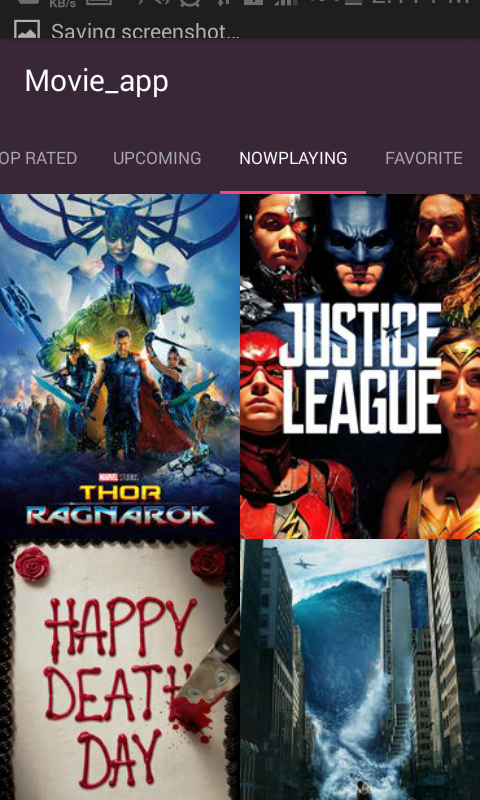 KB/s
Saving screenshot...
Movie_app
OP RATED UPCOMING NOWPLAYING FAVORITE
MARVEL STUDIOS
THOR
RAGNAROK
JUSTICE
LEAGUE
HAPPY
DEATH
DAY